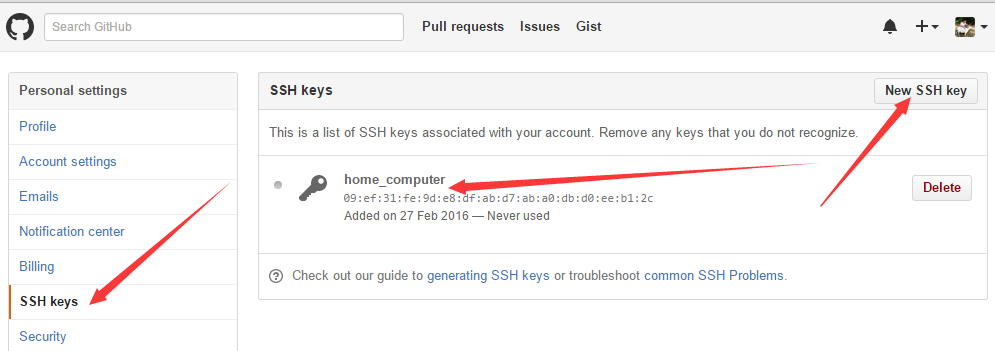 Search GitHub
Pull requests
Issues
Gist
Personal settings
Profile
Account settings
Emails
Notification center
Billing
SSH keys
Security
SSH keys
New SSH key
This is a list of SSH keys associated with your account. Remove any keys that you do not recognize.
home_computer
09:ef:31:fe:9d:e8:df:ab:d7:ab:a0:db:d0:ee:b1:2c
Added on 27 Feb 2016 — Never used
Delete
Check out our guide to generating SSH keys or troubleshoot common SSH Problems.